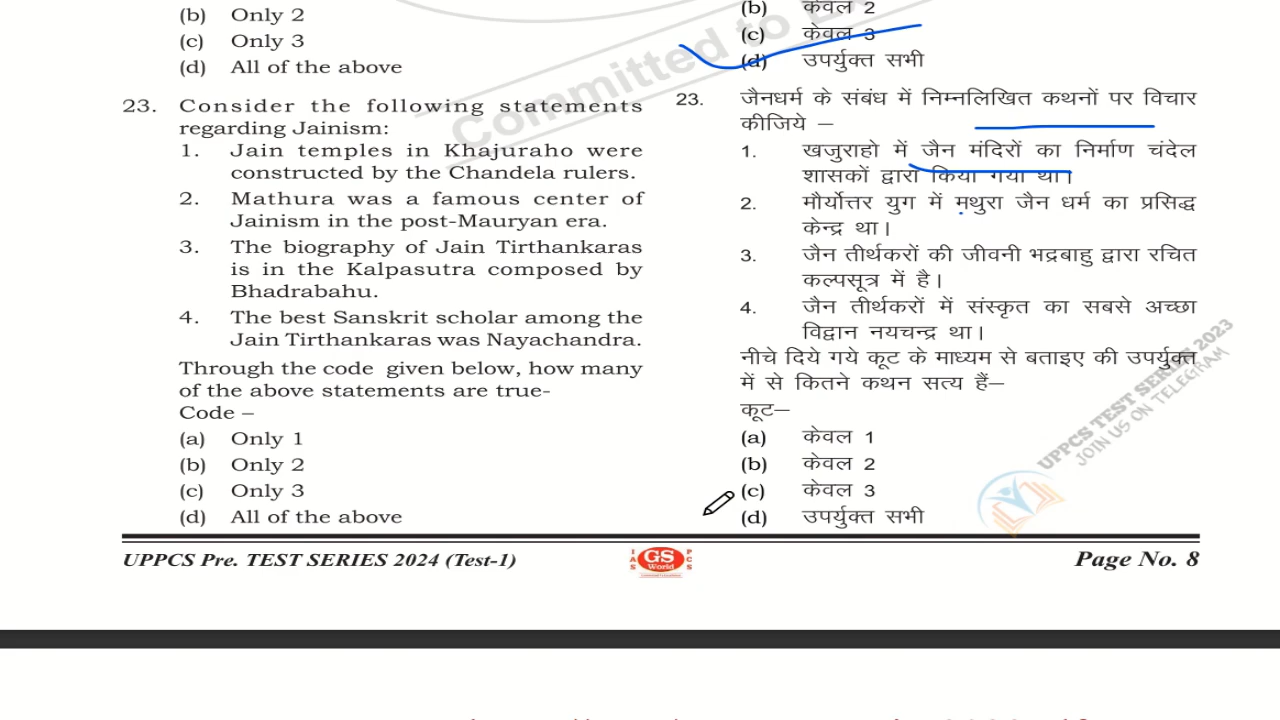 (b) Only 2
(c) Only 3
(d) All of the above
23. Consider the following statements
regarding Jainism:
1. Jain temples in Khajuraho were
constructed by the Chandela rulers.
2. Mathura was a famous center of
Jainism in the post-Mauryan era.
3. The biography of Jain Tirthankaras
is in the Kalpasutra composed by
Bhadrabahu.
4. The best Sanskrit scholar among the
Jain Tirthankaras was Nayachandra.
Through the code given below, how many
of the above statements are true-
Code –
(a) Only 1
(b) Only 2
(c) Only 3
(d) All of the above
(b) केवल 2
(c) केवल 3
(d) उपर्युक्त सभी
23. जैनधर्म के संबंध में निम्नलिखित कथनों पर विचार
कीजिये –
1. खजुराहो में जैन मंदिरों का निर्माण चंदेल
शासकों द्वारा किया गया था।
2. मौर्योत्तर युग में मथुरा जैन धर्म का प्रसिद्ध
केन्द्र था।
3. जैन तीर्थकरों की जीवनी भद्रबाहु द्वारा रचित
कल्पसूत्र में है।
4. जैन तीर्थकरों में संस्कृत का सबसे अच्छा
विद्वान नयचन्द्र था।
नीचे दिये गये कूट के माध्यम से बताइए की उपर्युक्त
में से कितने कथन सत्य हैं–
कूट–
(a) केवल 1
(b) केवल 2
(c) केवल 3
(d) उपर्युक्त सभी
Committed to
UPPCS TEST SERIES 2023
JOIN US ON TELEGRAM
UPPCS Pre. TEST SERIES 2024 (Test-1)
IAS GS World PCS
Page No. 8